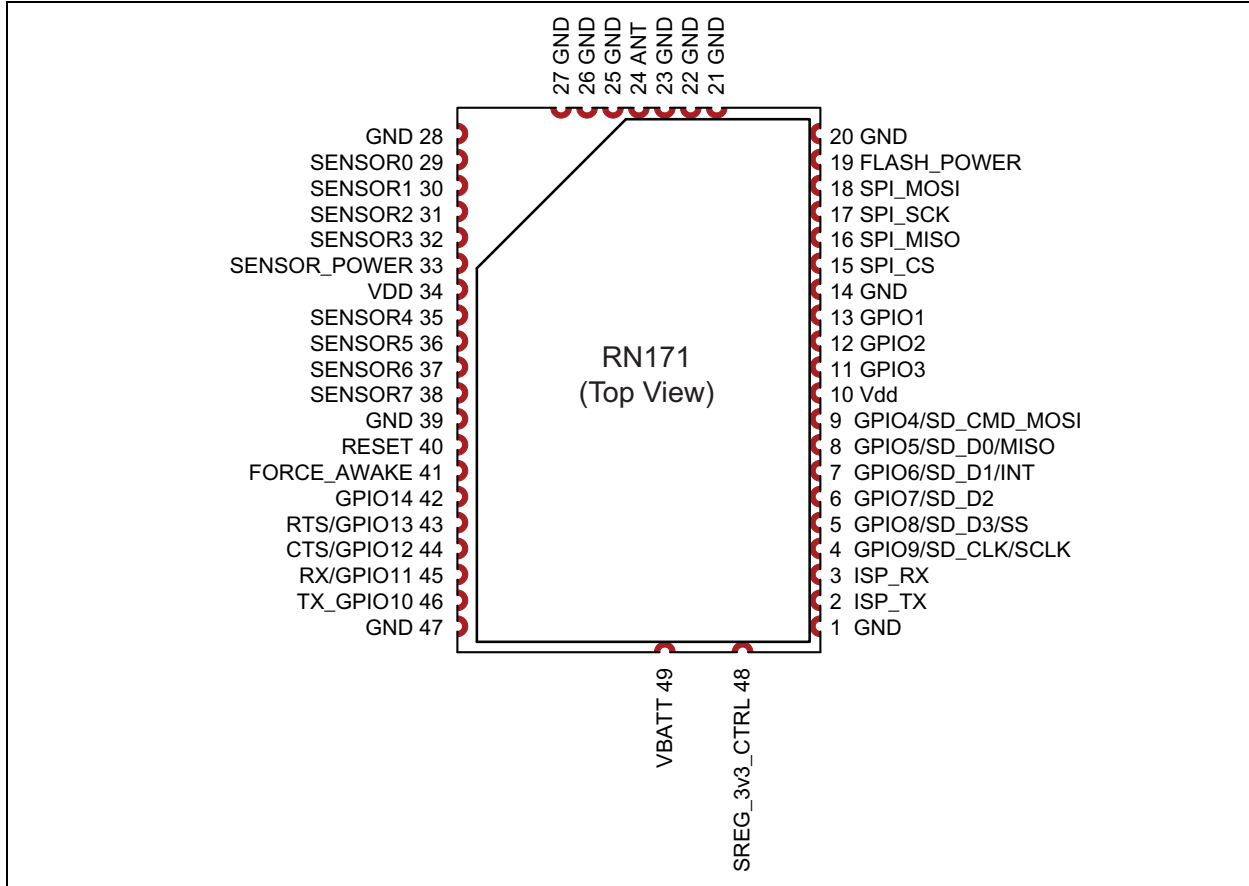 27 GND
26 GND
25 GND
24 ANT
23 GND
22 GND
21 GND
GND 28
SENSOR0 29
SENSOR1 30
SENSOR2 31
SENSOR3 32
SENSOR_POWER 33
VDD 34
SENSOR4 35
SENSOR5 36
SENSOR6 37
SENSOR7 38
GND 39
RESET 40
FORCE_AWAKE 41
GPIO14 42
RTS/GPIO13 43
CTS/GPIO12 44
RX/GPIO11 45
TX_GPIO10 46
GND 47
RN171
(Top View)
20 GND
19 FLASH_POWER
18 SPI_MOSI
17 SPI_SCK
16 SPI_MISO
15 SPI_CS
14 GND
13 GPIO1
12 GPIO2
11 GPIO3
10 Vdd
9 GPIO4/SD_CMD_MOSI
8 GPIO5/SD_D0/MISO
7 GPIO6/SD_D1/INT
6 GPIO7/SD_D2
5 GPIO8/SD_D3/SS
4 GPIO9/SD_CLK/SCLK
3 ISP_RX
2 ISP_TX
1 GND
VBATT 49
SREG_3v3_CTRL 48